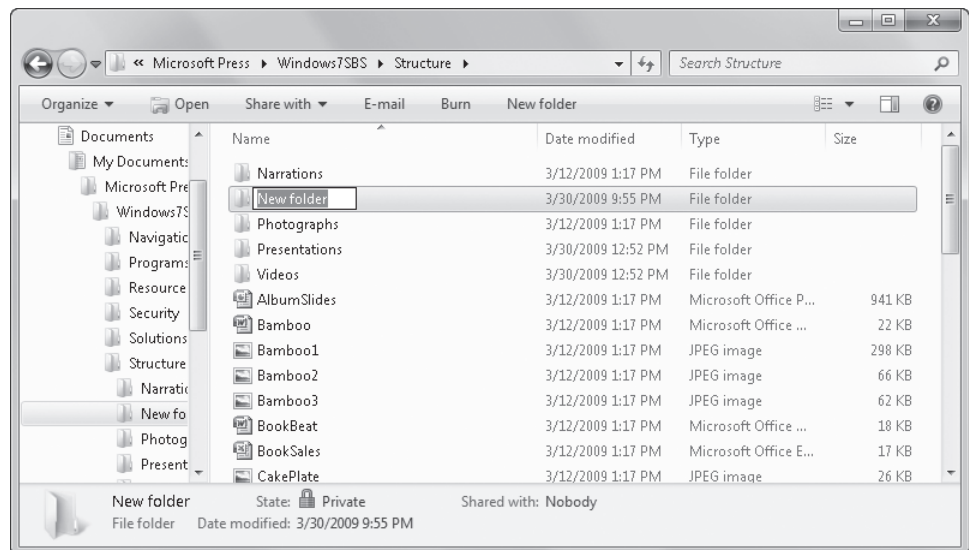 « Microsoft Press ▸ Windows7SBS ▸ Structure ▸
Search Structure
Organize ▾ Open Share with ▾ E-mail Burn New folder
Documents
My Documents
Microsoft Pre
Windows7S
Navigatic
Programs
Resource
Security
Solutions
Structure
Narratic
New fo
Photog
Present
Name Date modified Type Size
Narrations 3/12/2009 1:17 PM File folder
New folder 3/30/2009 9:55 PM File folder
Photographs 3/12/2009 1:17 PM File folder
Presentations 3/30/2009 12:52 PM File folder
Videos 3/30/2009 12:52 PM File folder
AlbumSlides 3/12/2009 1:17 PM Microsoft Office P... 941 KB
Bamboo 3/12/2009 1:17 PM Microsoft Office ... 22 KB
Bamboo1 3/12/2009 1:17 PM JPEG image 298 KB
Bamboo2 3/12/2009 1:17 PM JPEG image 66 KB
Bamboo3 3/12/2009 1:17 PM JPEG image 62 KB
BookBeat 3/12/2009 1:17 PM Microsoft Office ... 18 KB
BookSales 3/12/2009 1:17 PM Microsoft Office E... 17 KB
CakePlate 3/12/2009 1:17 PM JPEG image 26 KB
New folder State: Private Shared with: Nobody
File folder Date modified: 3/30/2009 9:55 PM